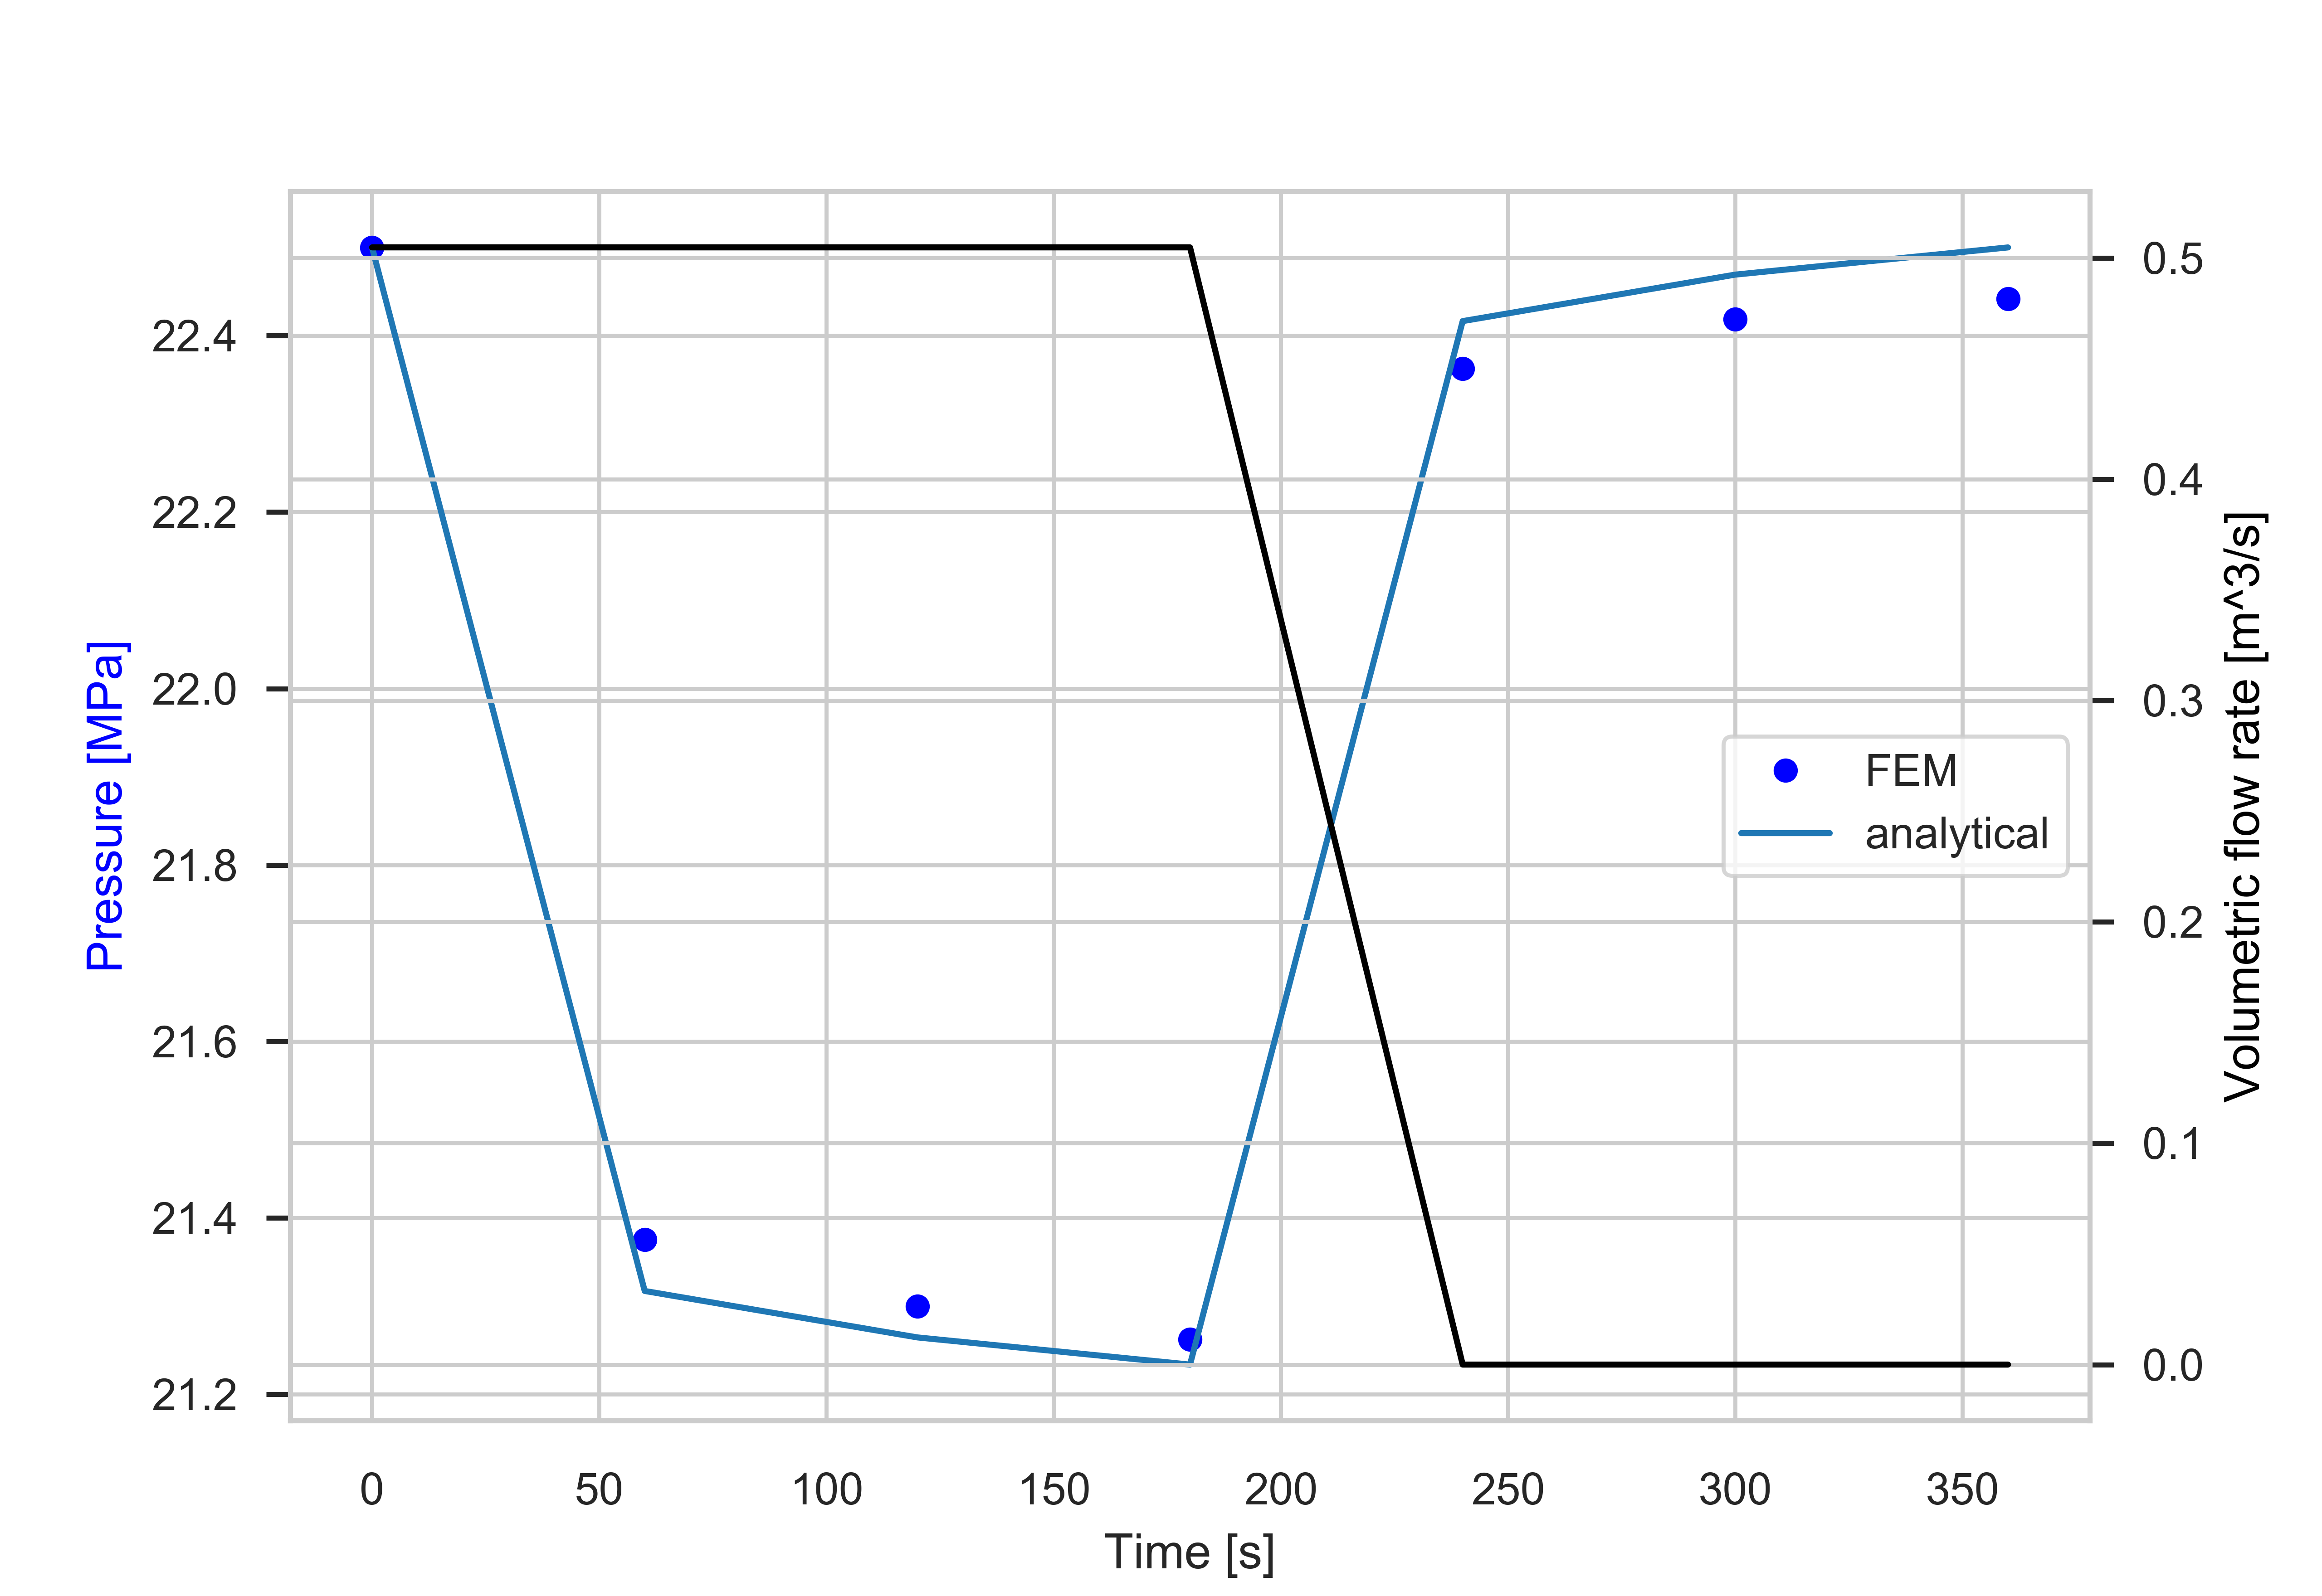 22.4
22.2
22.0
21.8
21.6
21.4
21.2
Pressure [MPa]
0.5
0.4
0.3
0.2
0.1
0.0
Volumetric flow rate [m^3/s]
FEM
analytical
0 50 100 150 200 250 300 350
Time [s]